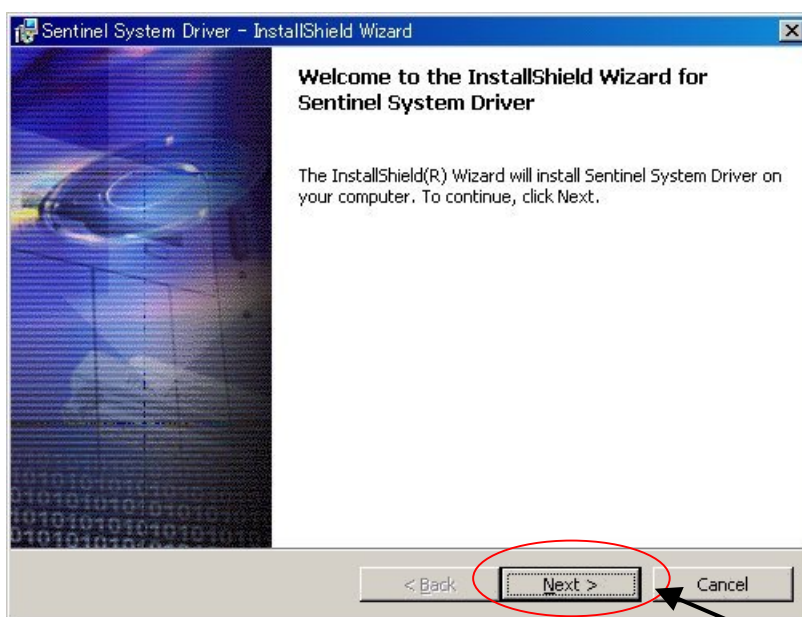 Sentinel System Driver - InstallShield Wizard
Welcome to the InstallShield Wizard for
Sentinel System Driver
The InstallShield(R) Wizard will install Sentinel System Driver on
your computer. To continue, click Next.
< Back
Next >
Cancel